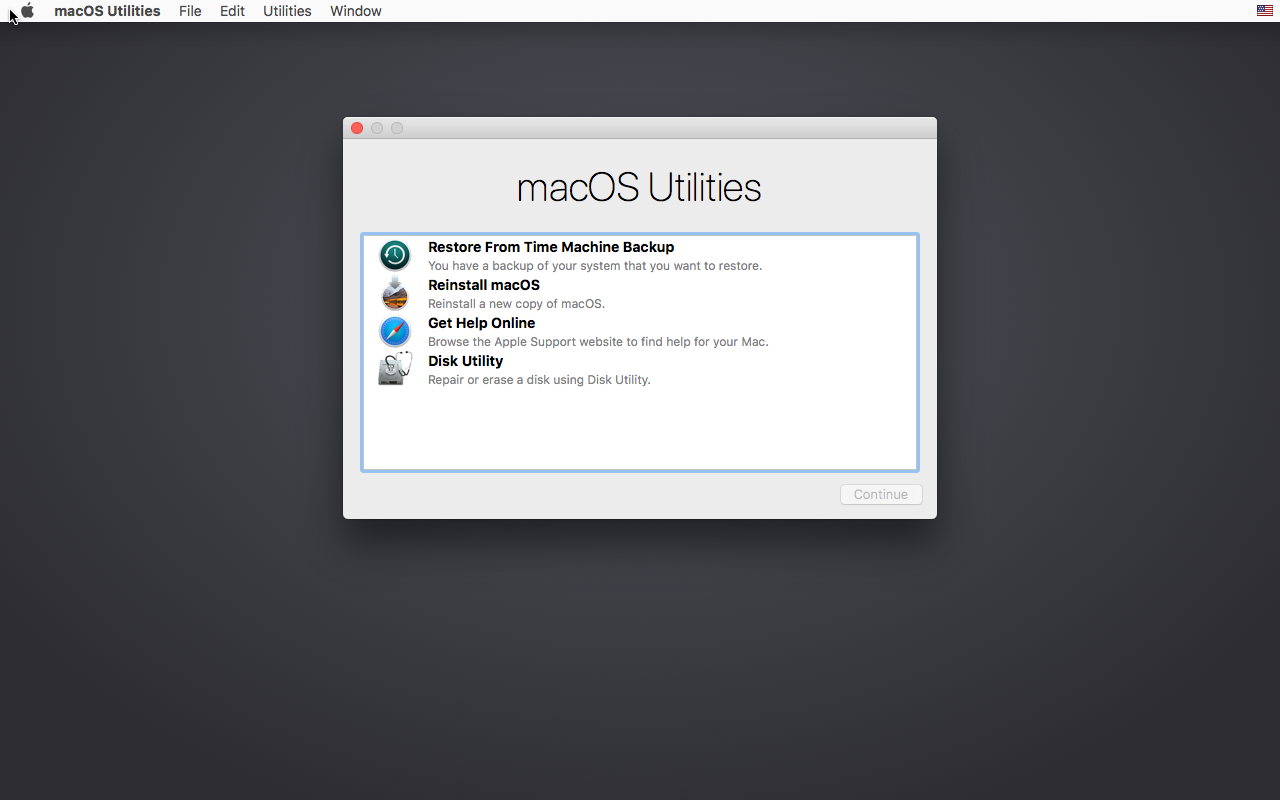 macOS Utilities File Edit Utilities Window
macOS Utilities
Restore From Time Machine Backup
You have a backup of your system that you want to restore.
Reinstall macOS
Reinstall a new copy of macOS.
Get Help Online
Browse the Apple Support website to find help for your Mac.
Disk Utility
Repair or erase a disk using Disk Utility.
Continue